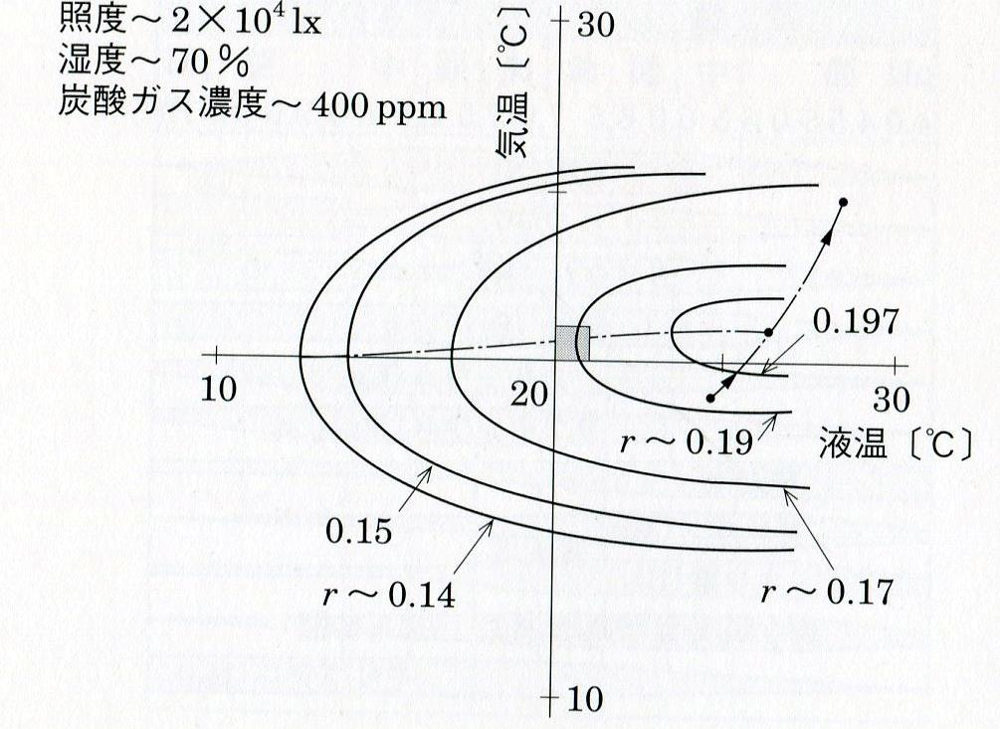 照度～2×10⁴ lx
湿度～70 %
炭酸ガス濃度～400 ppm
気温〔℃〕
30
10
20
30
液温〔℃〕
0.197
r～0.19
0.15
r～0.14
r～0.17
10